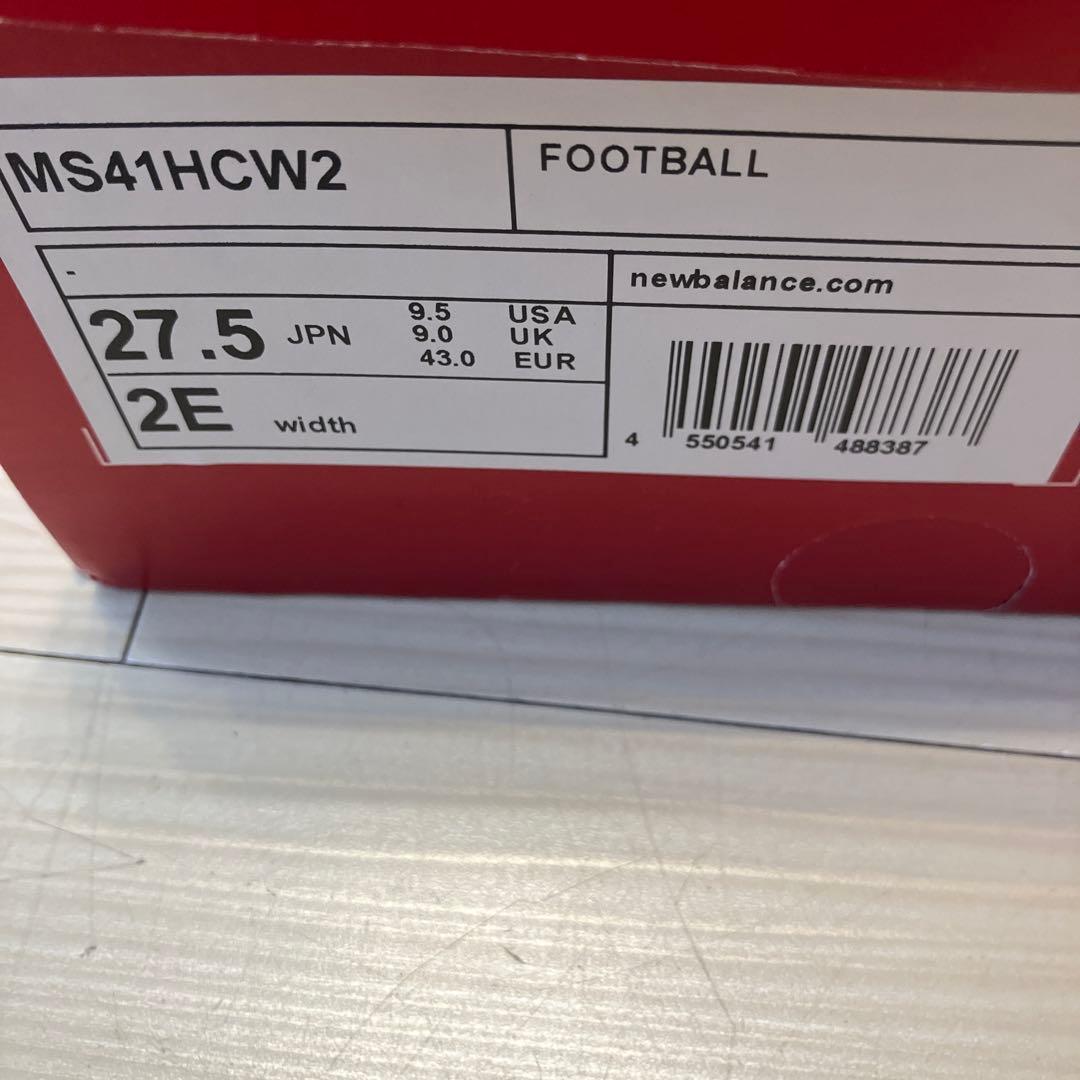 MS41HCW2
FOOTBALL
-
newbalance.com
27.5 JPN
9.5 USA
9.0 UK
43.0 EUR
2E width
4 550541 488387